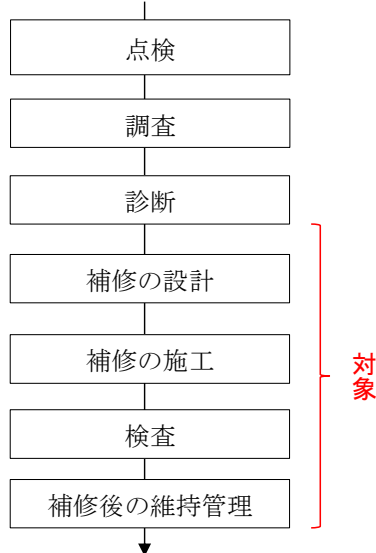 点検
調査
診断
補修の設計
補修の施工
検査
補修後の維持管理
対象